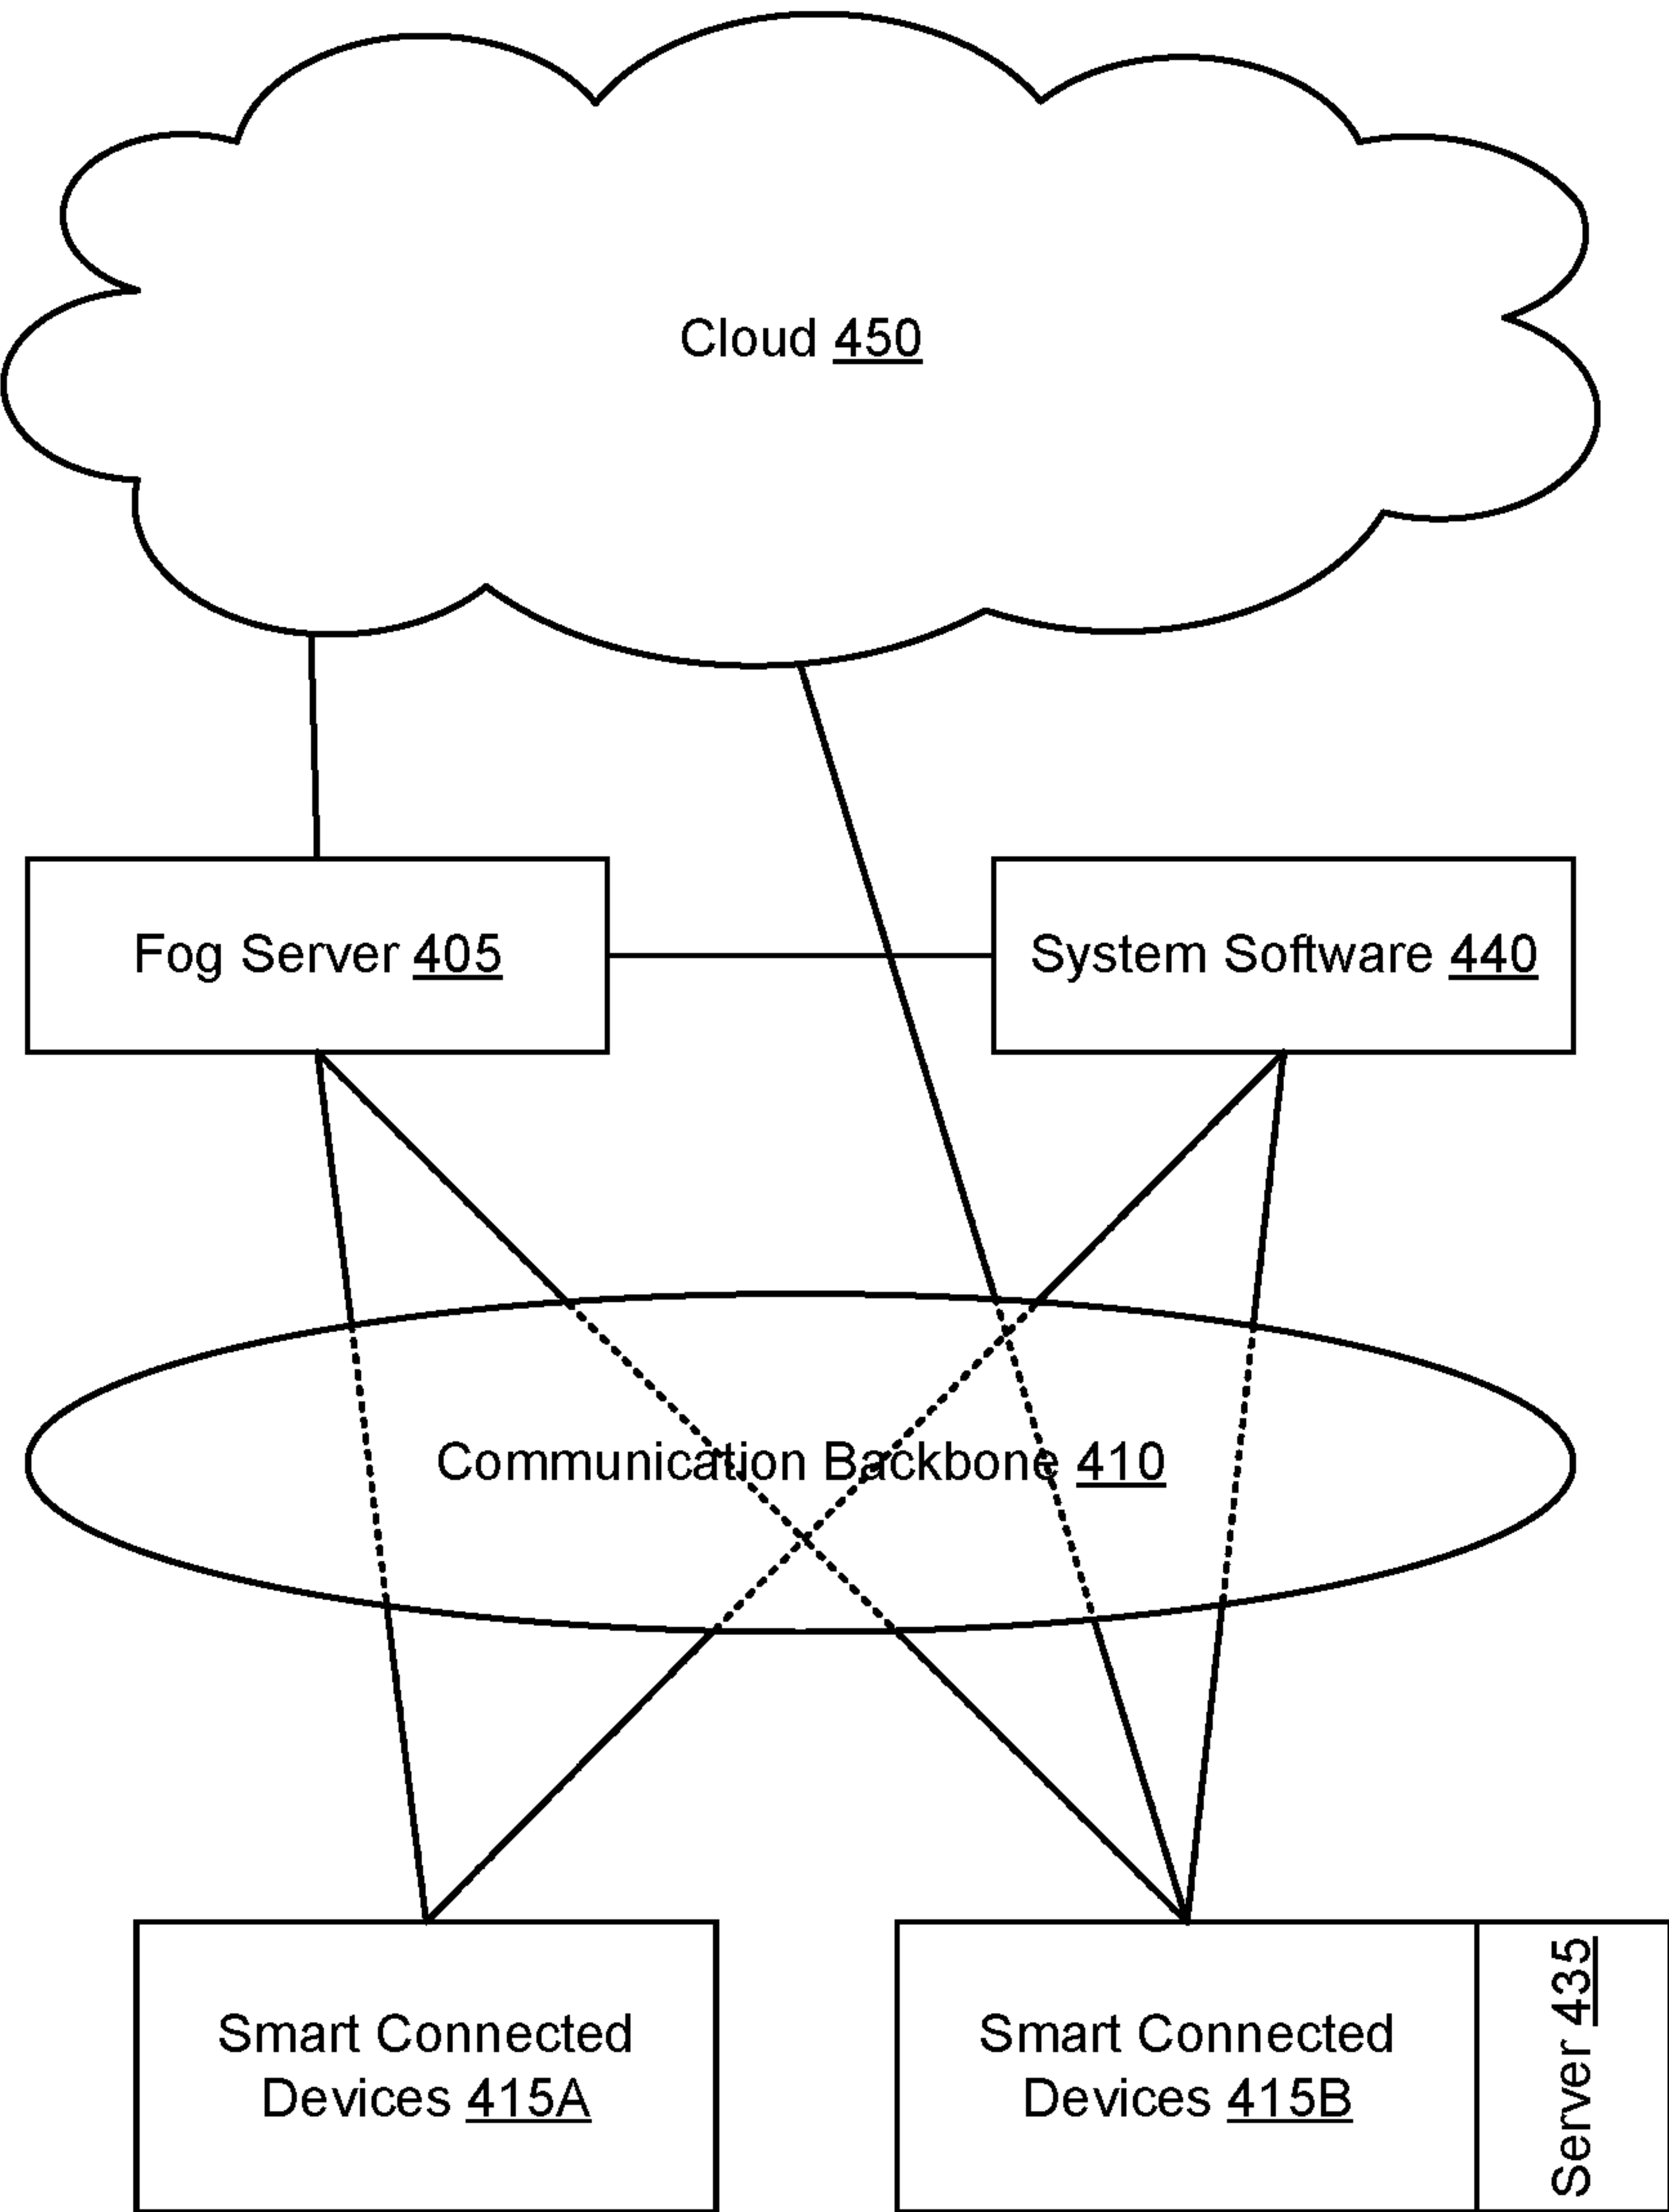 Cloud 450
Fog Server 405
System Software 440
Communication Backbone 410
Smart Connected
Devices 415A
Smart Connected
Devices 415B
Server 435